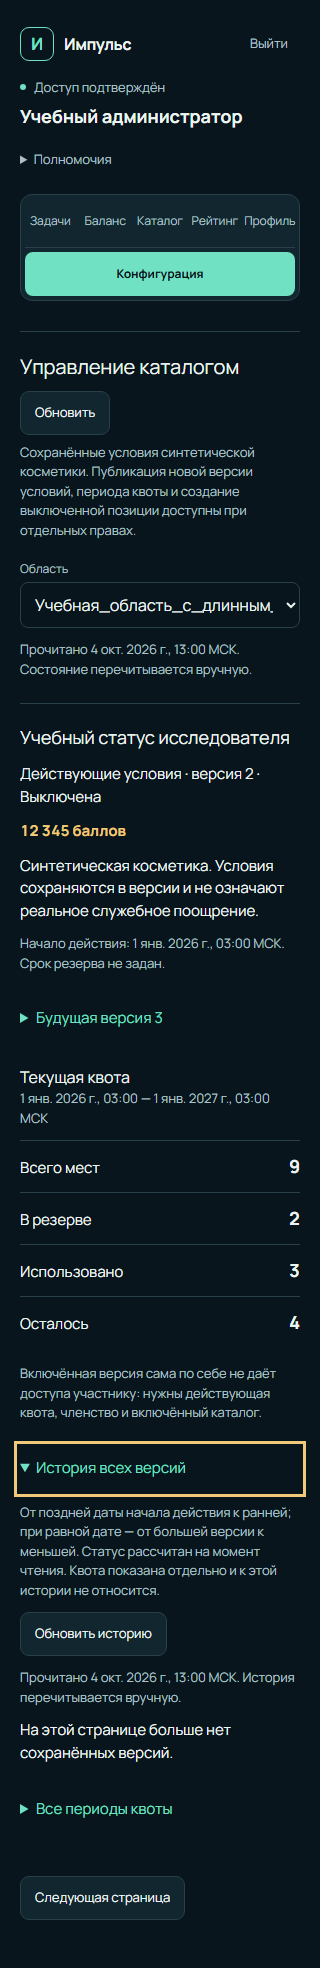 И Импульс Выйти
Доступ подтверждён
Учебный администратор
Полномочия
Задачи Баланс Каталог Рейтинг Профиль
Конфигурация
Управление каталогом
Обновить
Сохранённые условия синтетической
косметики. Публикация новой версии
условий, периода квоты и создание
выключенной позиции доступны при
отдельных правах.
Область
Учебная_область_с_длинным_
Прочитано 4 окт. 2026 г., 13:00 МСК.
Состояние перечитывается вручную.
Учебный статус исследователя
Действующие условия · версия 2 ·
Выключена
12 345 баллов
Синтетическая косметика. Условия
сохраняются в версии и не означают
реальное служебное поощрение.
Начало действия: 1 янв. 2026 г., 03:00 МСК.
Срок резерва не задан.
Будущая версия 3
Текущая квота
1 янв. 2026 г., 03:00 — 1 янв. 2027 г., 03:00
МСК
Всего мест 9
В резерве 2
Использовано 3
Осталось 4
Включённая версия сама по себе не даёт
доступа участнику: нужны действующая
квота, членство и включённый каталог.
История всех версий
От поздней даты начала действия к ранней;
при равной дате — от большей версии к
меньшей. Статус рассчитан на момент
чтения. Квота показана отдельно и к этой
истории не относится.
Обновить историю
Прочитано 4 окт. 2026 г., 13:00 МСК. История
перечитывается вручную.
На этой странице больше нет
сохранённых версий.
Все периоды квоты
Следующая страница